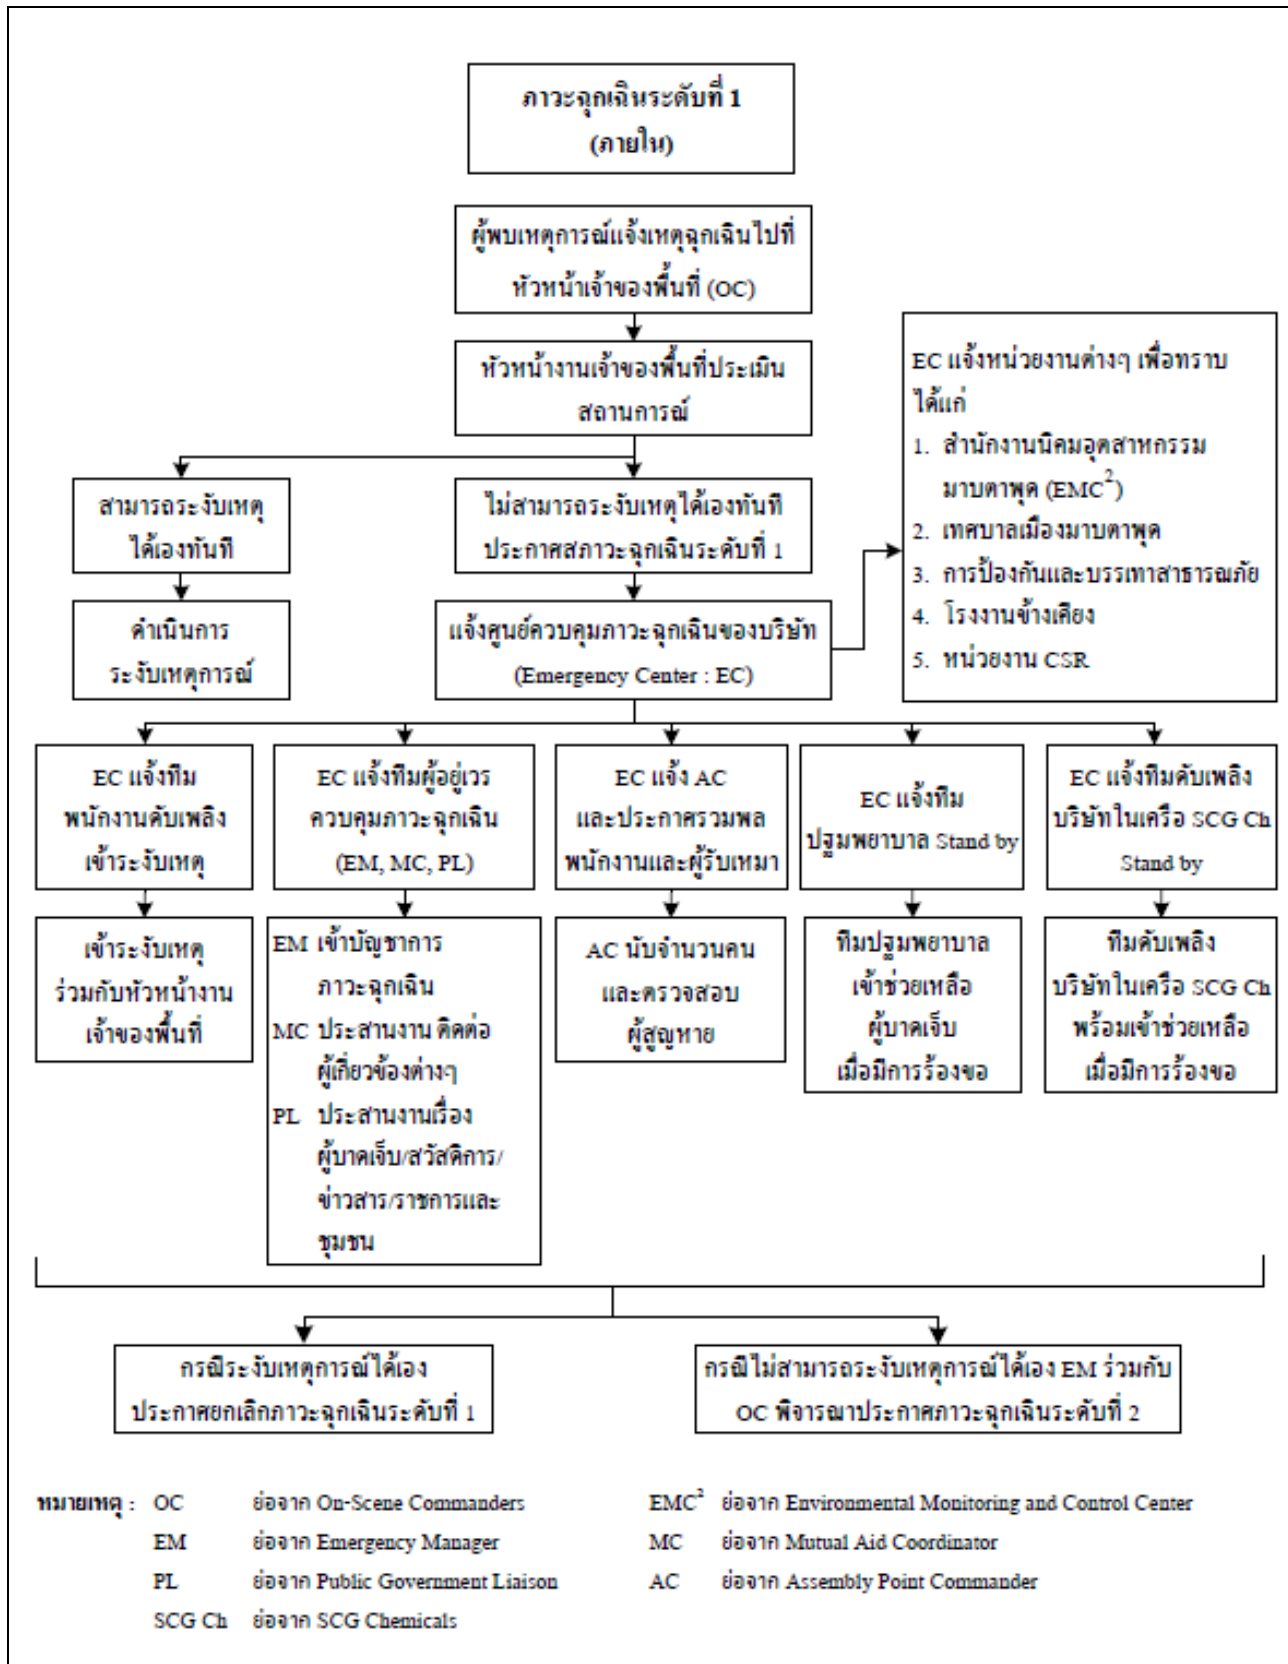 ภาวะฉุกเฉินระดับที่ 1
(ภายใน)
ผู้พบเหตุการณ์แจ้งเหตุฉุกเฉินไปที่
หัวหน้าเจ้าของพื้นที่ (OC)
หัวหน้างานเจ้าของพื้นที่ประเมิน
สถานการณ์
สามารถระงับเหตุ
ได้เองทันที
ดำเนินการ
ระงับเหตุการณ์
ไม่สามารถระงับเหตุได้เองทันที
ประกาศสภาวะฉุกเฉินระดับที่ 1
แจ้งศูนย์ควบคุมภาวะฉุกเฉินของบริษัท
(Emergency Center : EC)
EC แจ้งหน่วยงานต่างๆ เพื่อทราบ
ได้แก่
1. สำนักงานนิคมอุตสาหกรรม
มาบตาพุด (EMC²)
2. เทศบาลเมืองมาบตาพุด
3. การป้องกันและบรรเทาสาธารณภัย
4. โรงงานข้างเคียง
5. หน่วยงาน CSR
EC แจ้งทีม
พนักงานดับเพลิง
เข้าระงับเหตุ
เข้าระงับเหตุ
ร่วมกับหัวหน้างาน
เจ้าของพื้นที่
EC แจ้งทีมผู้อยู่เวร
ควบคุมภาวะฉุกเฉิน
(EM, MC, PL)
EM เข้าบัญชาการ
ภาวะฉุกเฉิน
MC ประสานงาน ติดต่อ
ผู้เกี่ยวข้องต่างๆ
PL ประสานงานเรื่อง
ผู้บาดเจ็บ/สวัสดิการ/
ข่าวสาร/ราชการและ
ชุมชน
EC แจ้ง AC
และประกาศรวมพล
พนักงานและผู้รับเหมา
AC นับจำนวนคน
และตรวจสอบ
ผู้สูญหาย
EC แจ้งทีม
ปฐมพยาบาล Stand by
ทีมปฐมพยาบาล
เข้าช่วยเหลือ
ผู้บาดเจ็บ
เมื่อมีการร้องขอ
EC แจ้งทีมดับเพลิง
บริษัทในเครือ SCG Ch
Stand by
ทีมดับเพลิง
บริษัทในเครือ SCG Ch
พร้อมเข้าช่วยเหลือ
เมื่อมีการร้องขอ
กรณีระงับเหตุการณ์ได้เอง
ประกาศยกเลิกภาวะฉุกเฉินระดับที่ 1
กรณีไม่สามารถระงับเหตุการณ์ได้เอง EM ร่วมกับ
OC พิจารณาประกาศภาวะฉุกเฉินระดับที่ 2
หมายเหตุ : OC ย่อจาก On-Scene Commanders
EM ย่อจาก Emergency Manager
PL ย่อจาก Public Government Liaison
SCG Ch ย่อจาก SCG Chemicals
EMC² ย่อจาก Environmental Monitoring and Control Center
MC ย่อจาก Mutual Aid Coordinator
AC ย่อจาก Assembly Point Commander